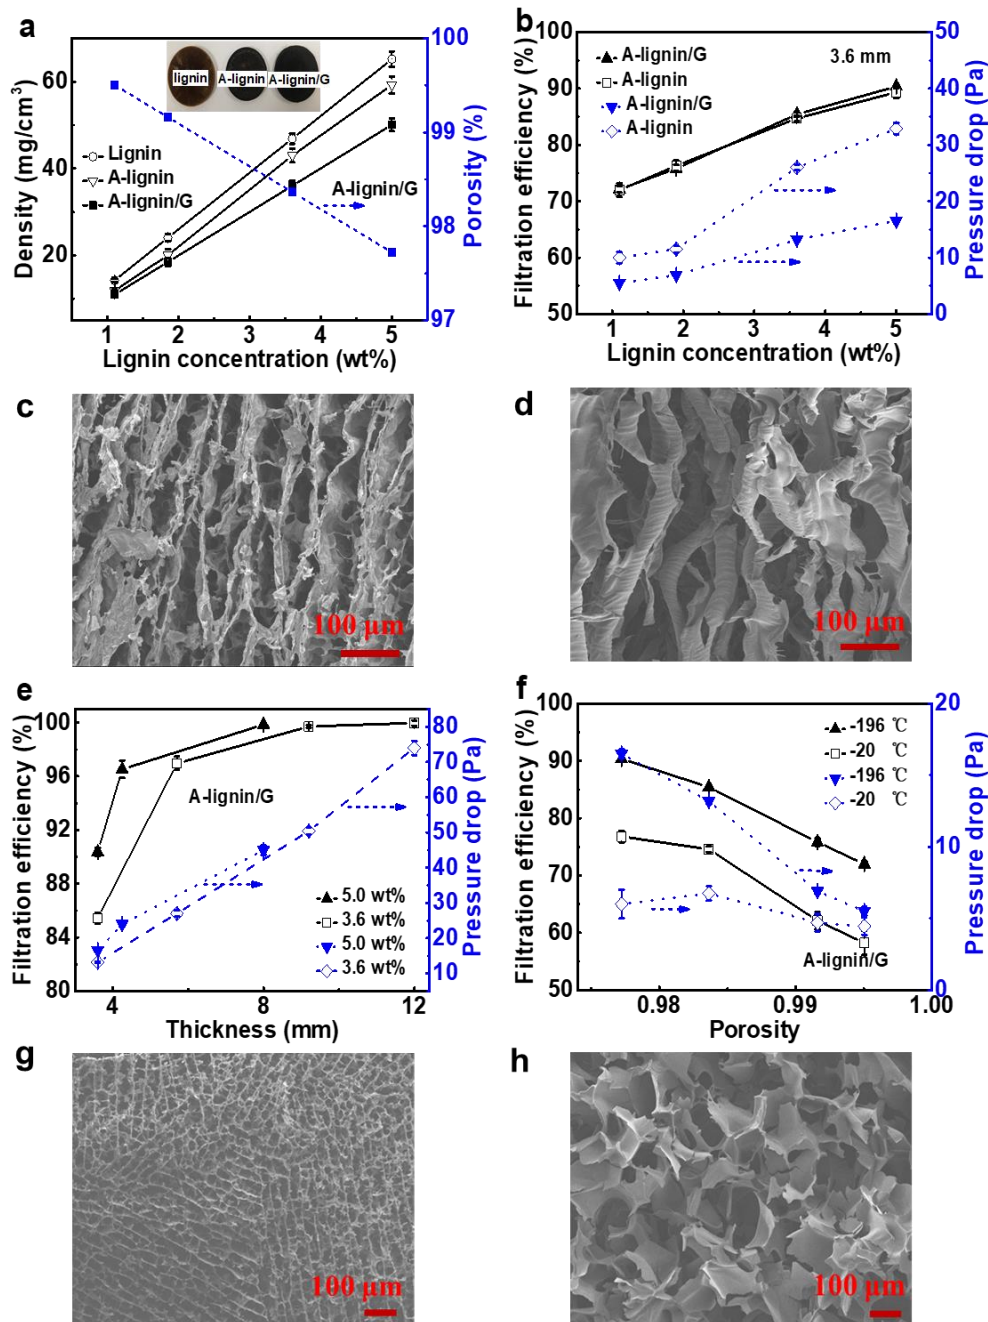 a
lignin
A-lignin
A-lignin/G
Lignin
A-lignin
A-lignin/G
A-lignin/G
60
40
20
Density (mg/cm³)
100
99
98
97
Porosity (%)
1 2 3 4 5
Lignin concentration (wt%)
b
3.6 mm
A-lignin/G
A-lignin
A-lignin/G
A-lignin
100
90
80
70
60
50
Filtration efficiency (%)
50
40
30
20
10
0
Pressure drop (Pa)
1 2 3 4 5
Lignin concentration (wt%)
c
100 μm
d
100 μm
e
A-lignin/G
5.0 wt%
3.6 wt%
5.0 wt%
3.6 wt%
100
96
92
88
84
80
Filtration efficiency (%)
80
70
60
50
40
30
20
10
Pressure drop (Pa)
4 8 12
Thickness (mm)
f
-196 ℃
-20 ℃
-196 ℃
-20 ℃
A-lignin/G
100
90
80
70
60
50
Filtration efficiency (%)
20
10
0
Pressure drop (Pa)
0.98 0.99 1.00
Porosity
g
100 μm
h
100 μm